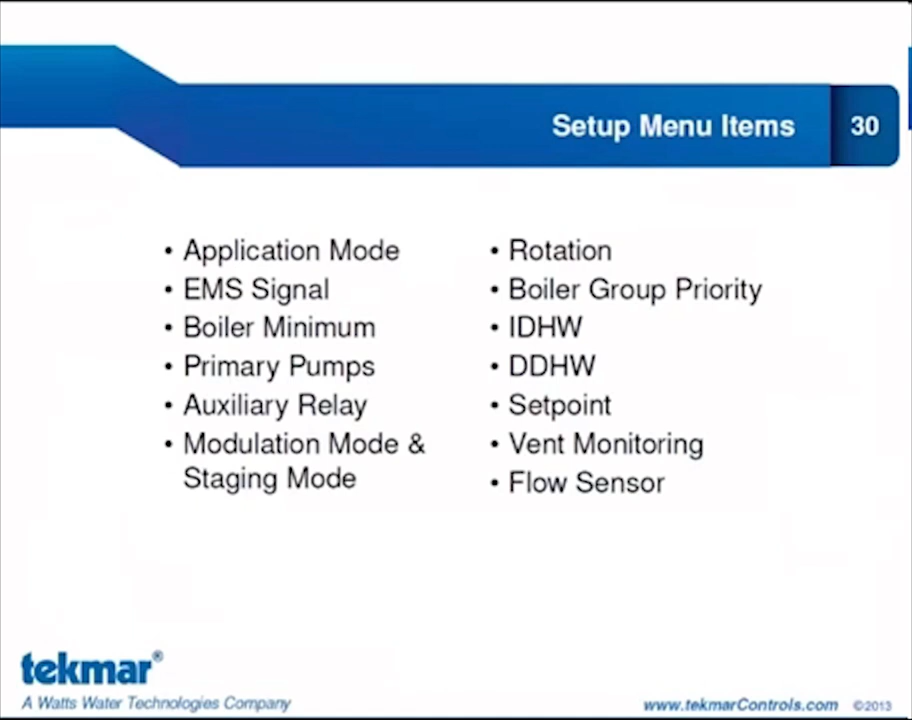 Setup Menu Items
30
• Application Mode
• EMS Signal
• Boiler Minimum
• Primary Pumps
• Auxiliary Relay
• Modulation Mode &
Staging Mode
• Rotation
• Boiler Group Priority
• IDHW
• DDHW
• Setpoint
• Vent Monitoring
• Flow Sensor
tekmar®
A Watts Water Technologies Company
www.tekmarControls.com ©2013